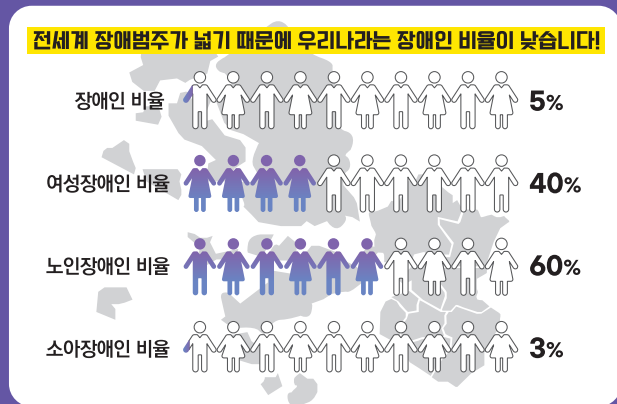 전세계 장애범주가 넓기 때문에 우리나라는 장애인 비율이 낮습니다!
장애인 비율 5%
여성장애인 비율 40%
노인장애인 비율 60%
소아장애인 비율 3%